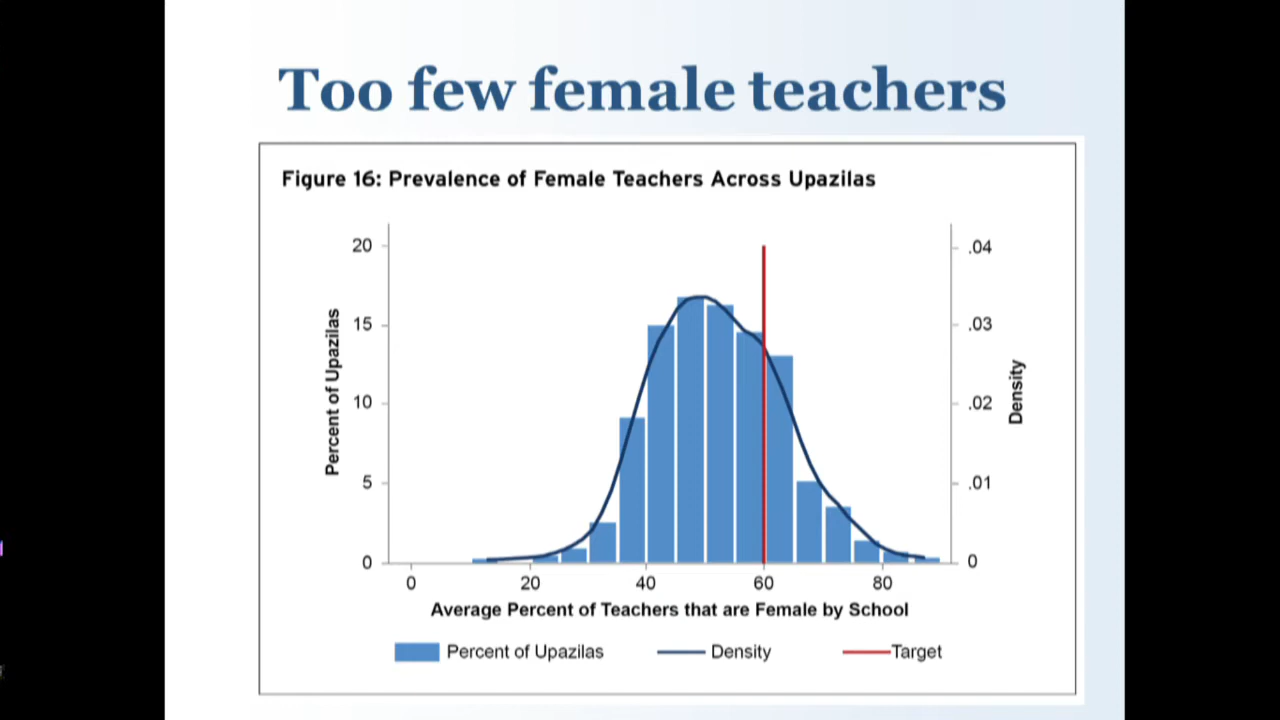 Too few female teachers
Figure 16: Prevalence of Female Teachers Across Upazilas
20
15
10
5
0
Percent of Upazilas
.04
.03
.02
.01
0
Density
0 20 40 60 80
Average Percent of Teachers that are Female by School
Percent of Upazilas Density Target